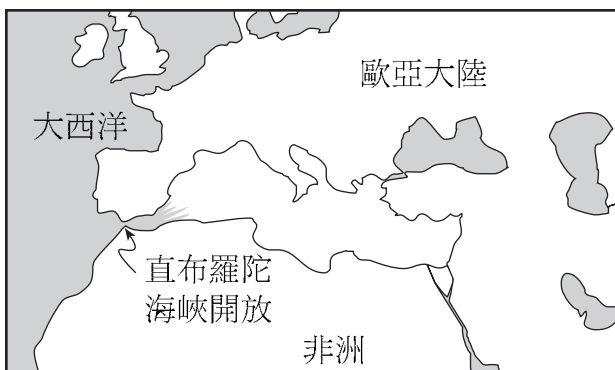 歐亞大陸
大西洋
直布羅陀
海峽開放
非洲